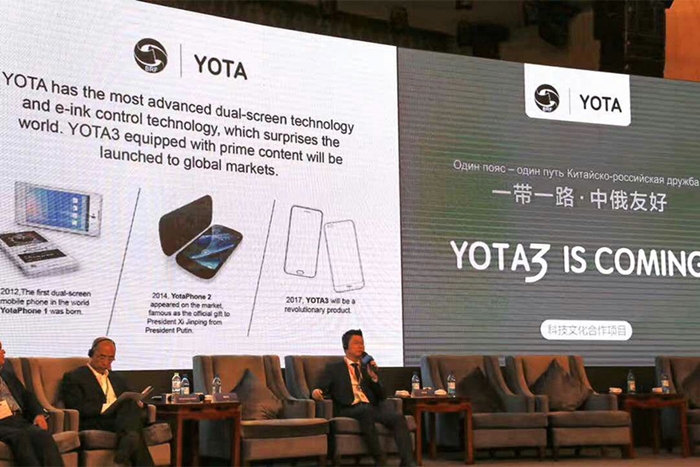 YOTA
YOTA has the most advanced dual-screen technology
and e-ink control technology, which surprises the
world. YOTA3 equipped with prime content will be
launched to global markets.
2012,The first dual-screen
mobile phone in the world
YotaPhone 1 was born.
2014, YotaPhone 2
appeared on the market,
famous as the official gift to
President Xi Jinping from
President Putin.
2017, YOTA3 will be a
revolutionary product.
YOTA
Один пояс–один путь Китайско-российская дружба
一带一路·中俄友好
YOTA3 IS COMING
科技文化合作项目